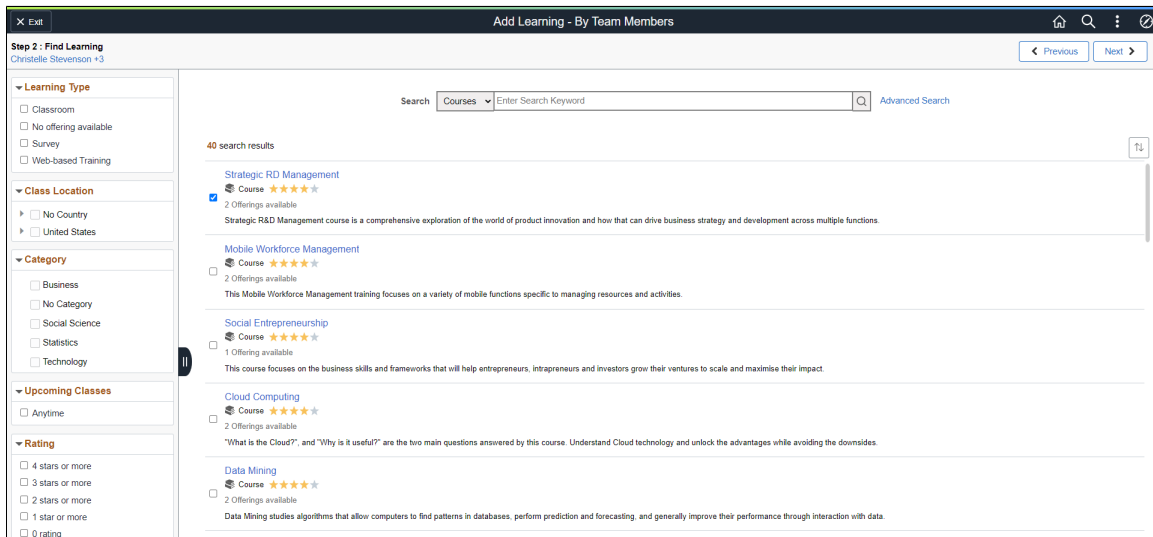 Exit
Add Learning - By Team Members
Step 2 : Find Learning
Christelle Stevenson +3
Previous
Next
Learning Type
Classroom
No offering available
Survey
Web-based Training
Class Location
No Country
United States
Category
Business
No Category
Social Science
Statistics
Technology
Upcoming Classes
Anytime
Rating
4 stars or more
3 stars or more
2 stars or more
1 star or more
0 rating
Search
Courses
Enter Search Keyword
Advanced Search
40 search results
Strategic RD Management
Course
2 Offerings available
Strategic R&D Management course is a comprehensive exploration of the world of product innovation and how that can drive business strategy and development across multiple functions.
Mobile Workforce Management
Course
2 Offerings available
This Mobile Workforce Management training focuses on a variety of mobile functions specific to managing resources and activities.
Social Entrepreneurship
Course
1 Offering available
This course focuses on the business skills and frameworks that will help entrepreneurs, intrapreneurs and investors grow their ventures to scale and maximise their impact.
Cloud Computing
Course
2 Offerings available
"What is the Cloud?", and "Why is it useful?" are the two main questions answered by this course. Understand Cloud technology and unlock the advantages while avoiding the downsides.
Data Mining
Course
2 Offerings available
Data Mining studies algorithms that allow computers to find patterns in databases, perform prediction and forecasting, and generally improve their performance through interaction with data.